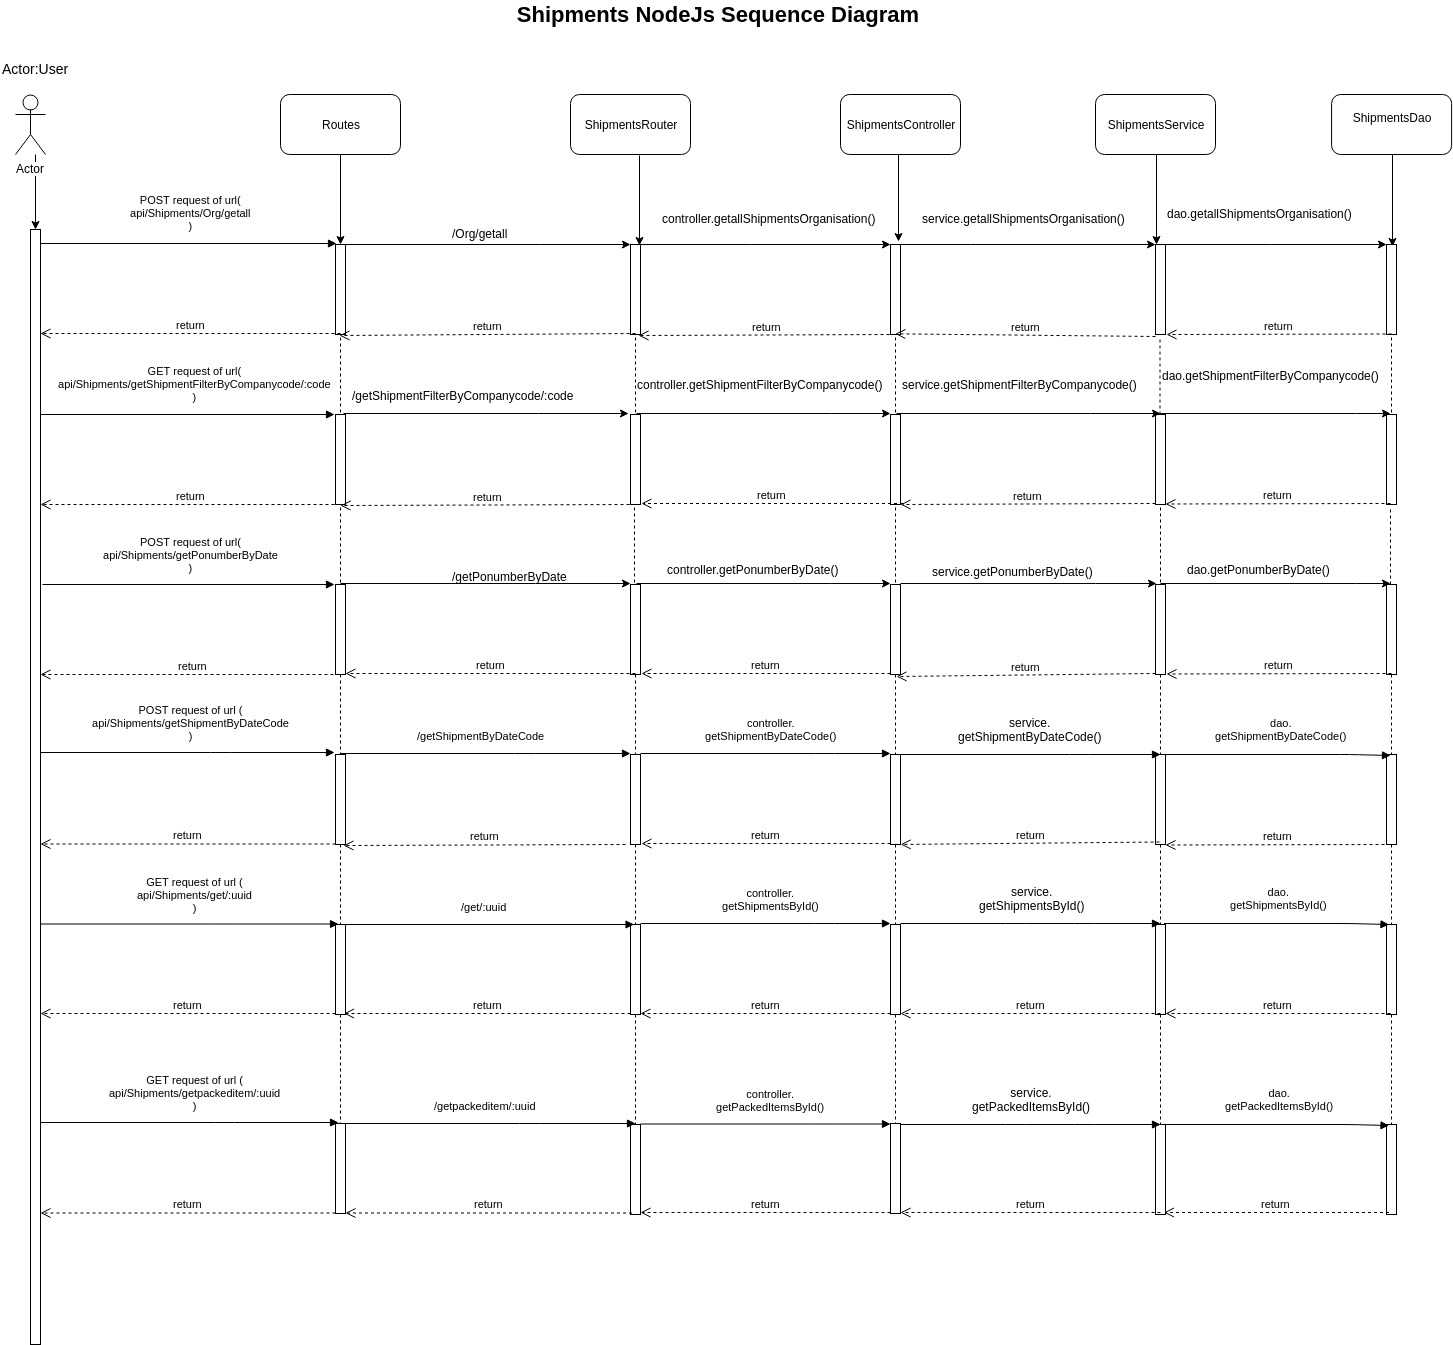 Shipments NodeJs Sequence Diagram
Actor:User
Actor
Routes
ShipmentsRouter
ShipmentsController
ShipmentsService
ShipmentsDao
POST request of url(
api/Shipments/Org/getall
)
/Org/getall
controller.getallShipmentsOrganisation()
service.getallShipmentsOrganisation()
dao.getallShipmentsOrganisation()
return
return
return
return
return
GET request of url(
api/Shipments/getShipmentFilterByCompanycode/:code
)
/getShipmentFilterByCompanycode/:code
controller.getShipmentFilterByCompanycode()
service.getShipmentFilterByCompanycode()
dao.getShipmentFilterByCompanycode()
return
return
return
return
return
POST request of url(
api/Shipments/getPonumberByDate
)
/getPonumberByDate
controller.getPonumberByDate()
service.getPonumberByDate()
dao.getPonumberByDate()
return
return
return
return
return
POST request of url (
api/Shipments/getShipmentByDateCode
)
/getShipmentByDateCode
controller.
getShipmentByDateCode()
service.
getShipmentByDateCode()
dao.
getShipmentByDateCode()
return
return
return
return
return
GET request of url (
api/Shipments/get/:uuid
)
/get/:uuid
controller.
getShipmentsById()
service.
getShipmentsById()
dao.
getShipmentsById()
return
return
return
return
return
GET request of url (
api/Shipments/getpackeditem/:uuid
)
/getpackeditem/:uuid
controller.
getPackedItemsById()
service.
getPackedItemsById()
dao.
getPackedItemsById()
return
return
return
return
return